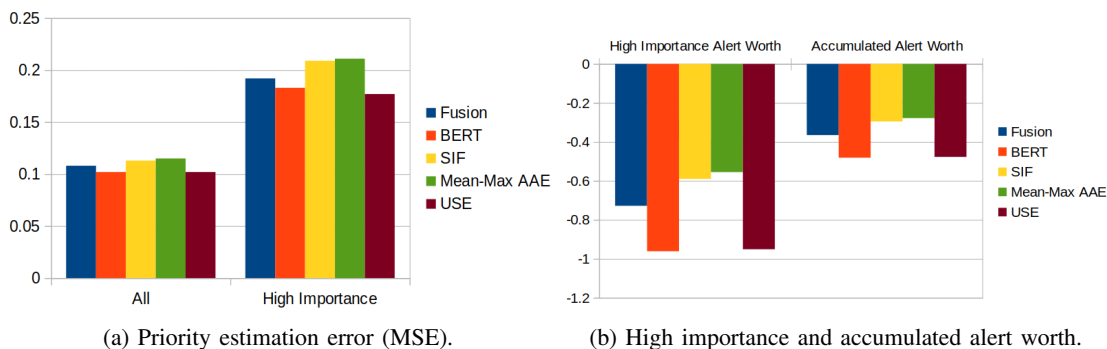 0.25
0.2
0.15
0.1
0.05
0
All
High Importance
Fusion
BERT
SIF
Mean-Max AAE
USE
(a) Priority estimation error (MSE).
High Importance Alert Worth
Accumulated Alert Worth
0
-0.2
-0.4
-0.6
-0.8
-1
-1.2
Fusion
BERT
SIF
Mean-Max AAE
USE
(b) High importance and accumulated alert worth.